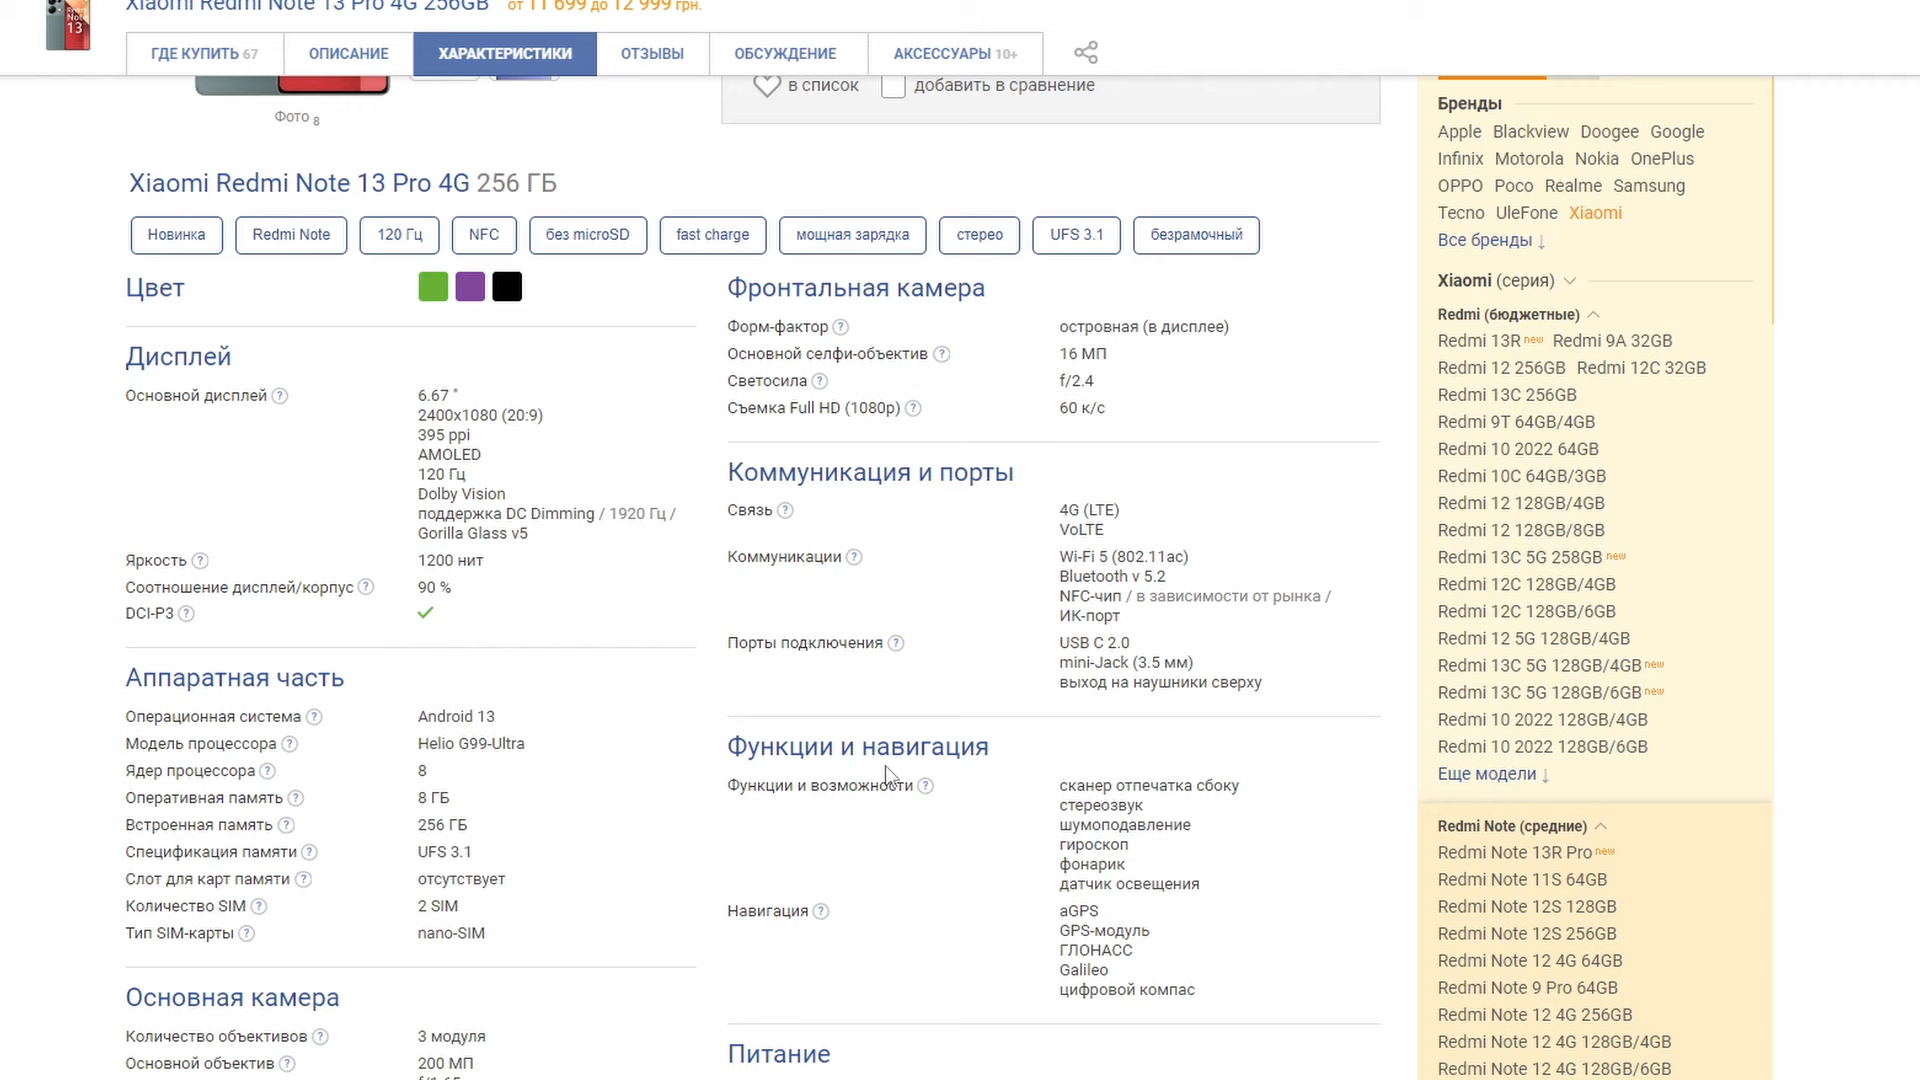 Xiaomi Redmi Note 13 Pro 4G 256GB от 11 699 до 12 999 грн.
ГДЕ КУПИТЬ 67
ОПИСАНИЕ
ХАРАКТЕРИСТИКИ
ОТЗЫВЫ
ОБСУЖДЕНИЕ
АКСЕССУАРЫ 10+
Фото 8
в список
добавить в сравнение
Xiaomi Redmi Note 13 Pro 4G 256 ГБ
Новинка
Redmi Note
120 Гц
NFC
без microSD
fast charge
мощная зарядка
стерео
UFS 3.1
безрамочный
Цвет
Дисплей
Основной дисплей
6.67 "
2400x1080 (20:9)
395 ppi
AMOLED
120 Гц
Dolby Vision
поддержка DC Dimming / 1920 Гц /
Gorilla Glass v5
Яркость
1200 нит
Соотношение дисплей/корпус
90 %
DCI-P3
Аппаратная часть
Операционная система
Android 13
Модель процессора
Helio G99-Ultra
Ядер процессора
8
Оперативная память
8 ГБ
Встроенная память
256 ГБ
Спецификация памяти
UFS 3.1
Слот для карт памяти
отсутствует
Количество SIM
2 SIM
Тип SIM-карты
nano-SIM
Основная камера
Количество объективов
3 модуля
Основной объектив
200 МП
Фронтальная камера
Форм-фактор
островная (в дисплее)
Основной селфи-объектив
16 МП
Светосила
f/2.4
Съемка Full HD (1080p)
60 к/с
Коммуникация и порты
Связь
4G (LTE)
VoLTE
Коммуникации
Wi-Fi 5 (802.11ac)
Bluetooth v 5.2
NFC-чип / в зависимости от рынка /
ИК-порт
Порты подключения
USB C 2.0
mini-Jack (3.5 мм)
выход на наушники сверху
Функции и навигация
Функции и возможности
сканер отпечатка сбоку
стереозвук
шумоподавление
гироскоп
фонарик
датчик освещения
Навигация
aGPS
GPS-модуль
ГЛОНАСС
Galileo
цифровой компас
Питание
Бренды
Apple Blackview Doogee Google
Infinix Motorola Nokia OnePlus
OPPO Poco Realme Samsung
Tecno UleFone Xiaomi
Все бренды ↓
Xiaomi (серия)
Redmi (бюджетные)
Redmi 13R new Redmi 9A 32GB
Redmi 12 256GB Redmi 12C 32GB
Redmi 13C 256GB
Redmi 9T 64GB/4GB
Redmi 10 2022 64GB
Redmi 10C 64GB/3GB
Redmi 12 128GB/4GB
Redmi 12 128GB/8GB
Redmi 13C 5G 258GB new
Redmi 12C 128GB/4GB
Redmi 12C 128GB/6GB
Redmi 12 5G 128GB/4GB
Redmi 13C 5G 128GB/4GB new
Redmi 13C 5G 128GB/6GB new
Redmi 10 2022 128GB/4GB
Redmi 10 2022 128GB/6GB
Еще модели ↓
Redmi Note (средние)
Redmi Note 13R Pro new
Redmi Note 11S 64GB
Redmi Note 12S 128GB
Redmi Note 12S 256GB
Redmi Note 12 4G 64GB
Redmi Note 9 Pro 64GB
Redmi Note 12 4G 256GB
Redmi Note 12 4G 128GB/4GB
Redmi Note 12 4G 128GB/6GB